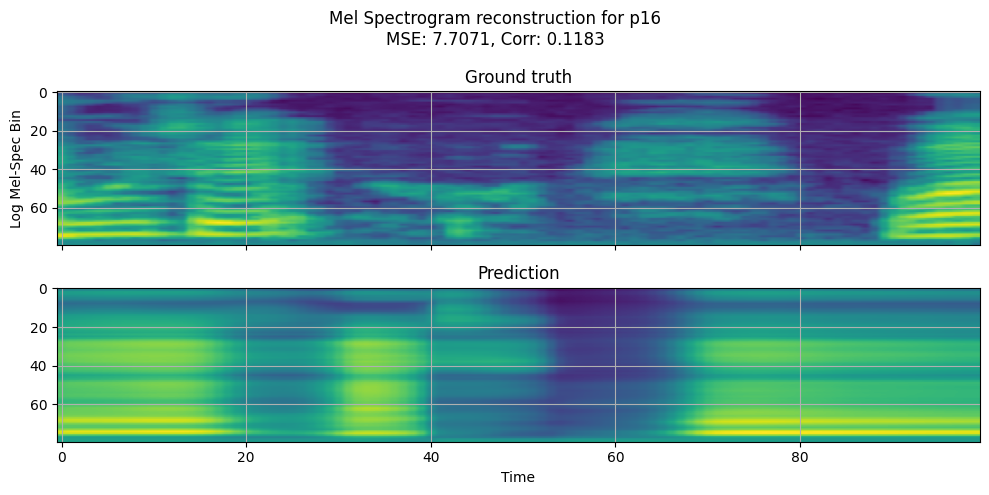 Mel Spectrogram reconstruction for p16
MSE: 7.7071, Corr: 0.1183
Ground truth
0
20
40
60
Log Mel-Spec Bin
Prediction
0
20
40
60
0 20 40 60 80
Time